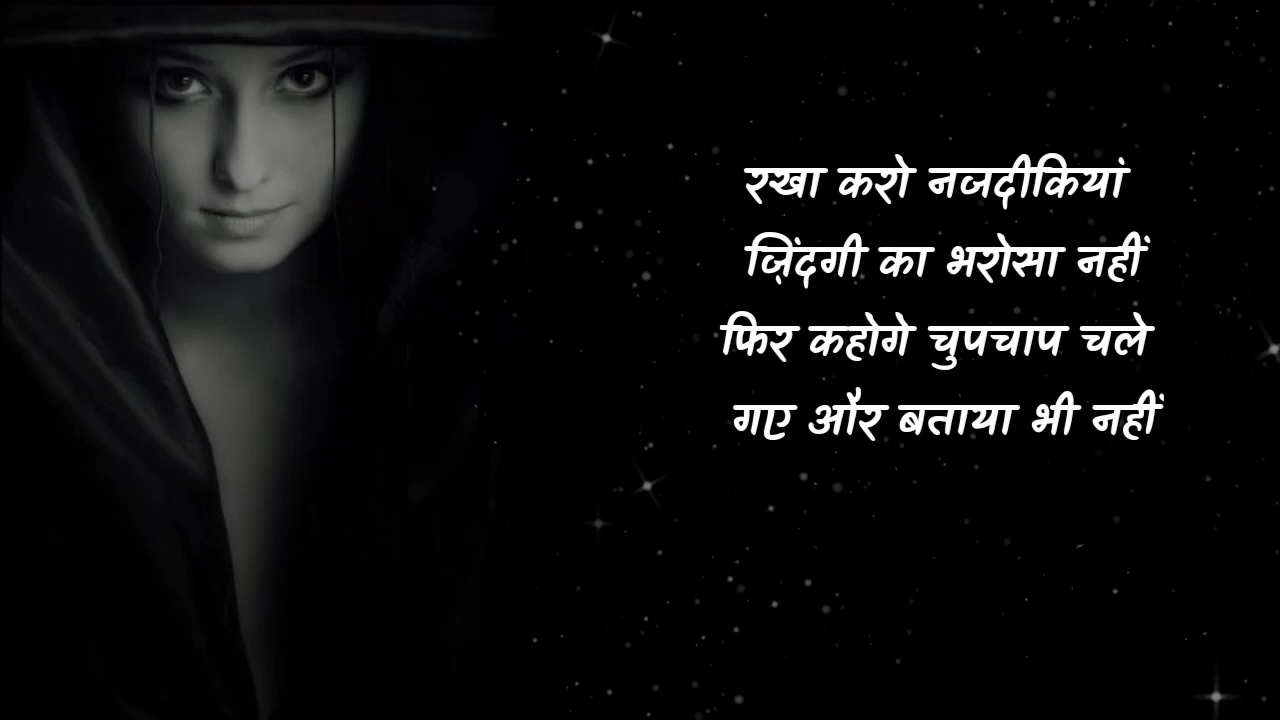 रखा करो नजदीकियां
ज़िंदगी का भरोसा नहीं
फिर कहोगे चुपचाप चले
गए और बताया भी नहीं